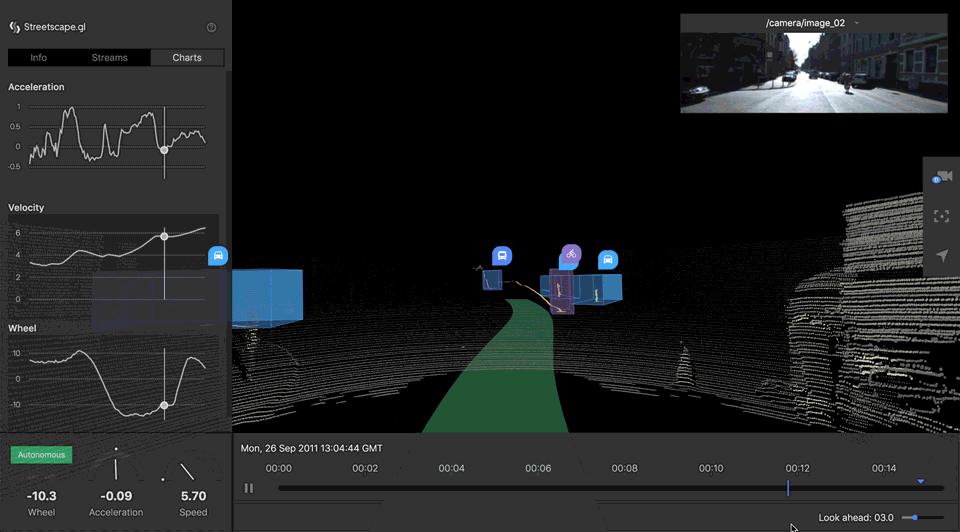 Streetscape.gl
Info Streams Charts
/camera/image_02
Acceleration
1
0.5
0
-0.5
Velocity
6
4
2
0
Wheel
10
0
-10
Autonomous
-10.3 -0.09 5.70
Wheel Acceleration Speed
Mon, 26 Sep 2011 13:04:44 GMT
00:00 00:02 00:04 00:06 00:08 00:10 00:12 00:14
Look ahead: 03.0